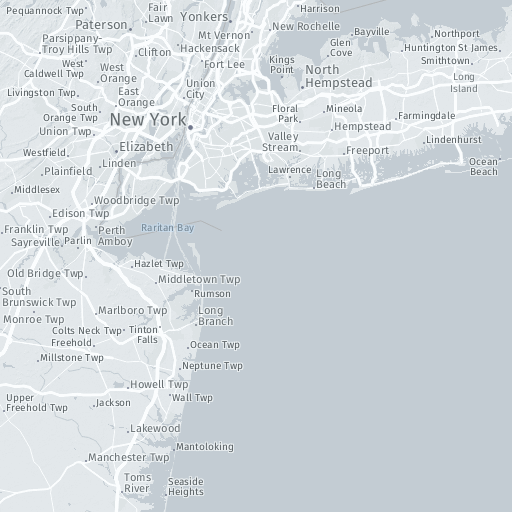 Pequannock Twp
Fair
Lawn
Yonkers
Harrison
Paterson
New Rochelle
Bayville
Northport
Parsippany-
Troy Hills Twp
Clifton
Hackensack
Mt Vernon
Glen
Cove
Huntington
St James
West
Caldwell Twp
West
Orange
Fort Lee
Kings
Point
Smithtown
Livingston Twp
East
Orange
Union
City
North
Hempstead
Long
Island
South
Orange Twp
Floral
Park
Mineola
Farmingdale
New York
Union Twp
Hempstead
Elizabeth
Valley
Stream
Freeport
Lindenhurst
Westfield
Linden
Lawrence
Ocean
Beach
Plainfield
Long
Beach
Middlesex
Woodbridge Twp
Edison Twp
Raritan Bay
Franklin Twp
Perth
Amboy
Sayreville
Parlin
Hazlet Twp
Old Bridge Twp
Middletown Twp
South
Brunswick Twp
Rumson
Monroe Twp
Marlboro Twp
Long
Branch
Colts Neck Twp
Tinton
Falls
Freehold
Ocean Twp
Millstone Twp
Neptune Twp
Howell Twp
Upper
Freehold Twp
Jackson
Wall Twp
Lakewood
Mantoloking
Manchester Twp
Toms
River
Seaside
Heights